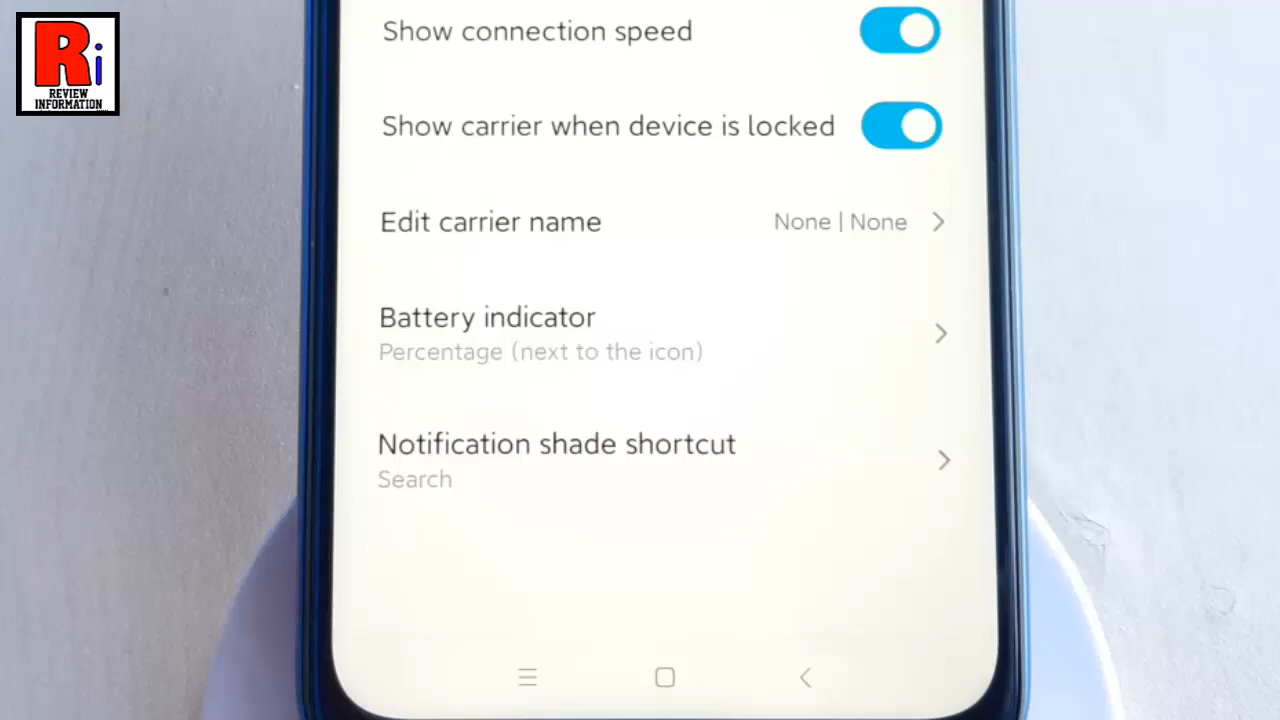 Ri
REVIEW
INFORMATION
Show connection speed
Show carrier when device is locked
Edit carrier name None | None
Battery indicator
Percentage (next to the icon)
Notification shade shortcut
Search